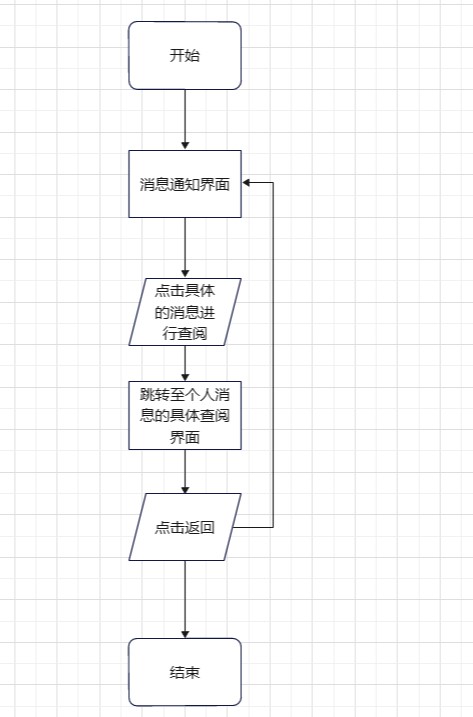 开始
消息通知界面
点击具体
的消息进
行查阅
跳转至个人消
息的具体查阅
界面
点击返回
结束